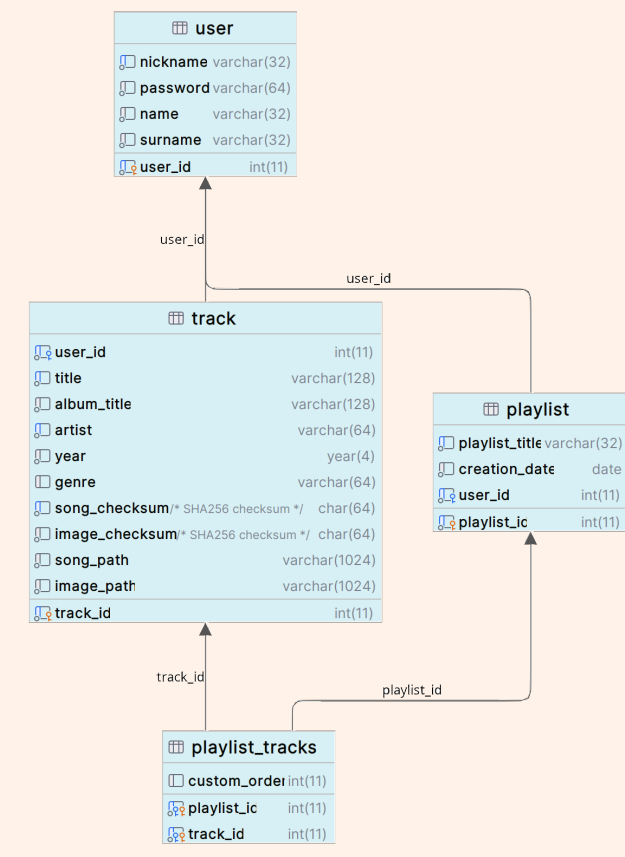 user
nickname varchar(32)
password varchar(64)
name varchar(32)
surname varchar(32)
user_id int(11)
user_id
user_id
track
user_id int(11)
title varchar(128)
album_title varchar(128)
artist varchar(64)
year year(4)
genre varchar(64)
song_checksum/* SHA256 checksum */ char(64)
image_checksum/* SHA256 checksum */ char(64)
song_path varchar(1024)
image_path varchar(1024)
track_id int(11)
playlist
playlist_title varchar(32)
creation_date date
user_id int(11)
playlist_id int(11)
track_id
playlist_id
playlist_tracks
custom_order int(11)
playlist_id int(11)
track_id int(11)